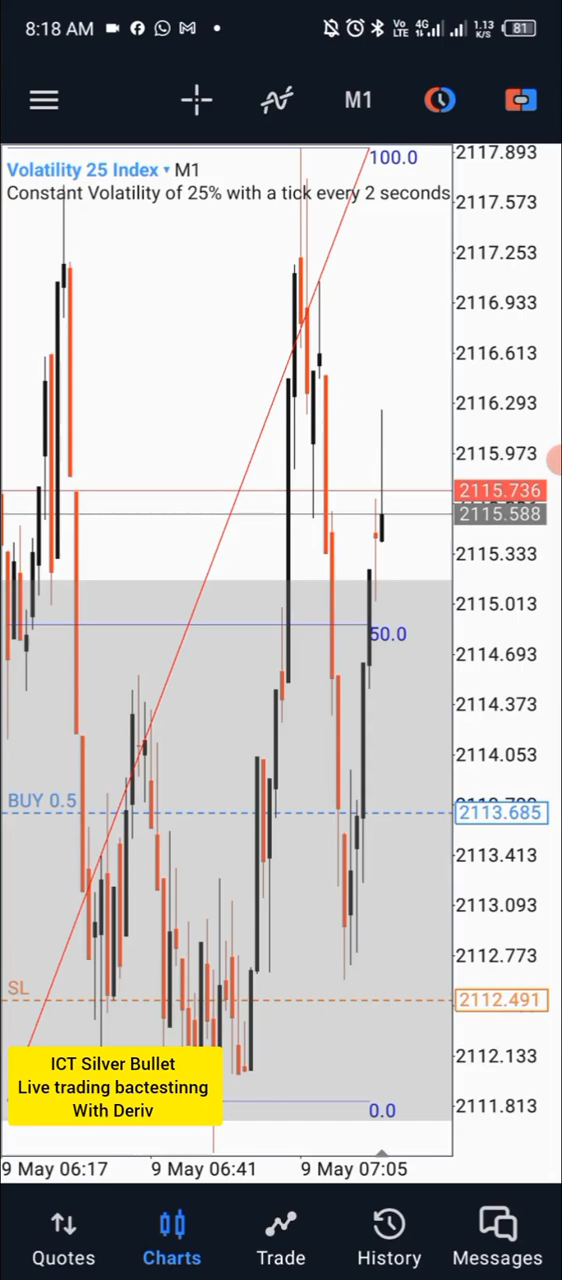 8:18 AM
Vo LTE 4G 1.13 K/S 81
M1
Volatility 25 Index M1
Constant Volatility of 25% with a tick every 2 seconds
100.0
2117.893
2117.573
2117.253
2116.933
2116.613
2116.293
2115.973
2115.736
2115.588
2115.333
2115.013
50.0
2114.693
2114.373
2114.053
BUY 0.5
2113.685
2113.413
2113.093
2112.773
SL
2112.491
2112.133
2111.813
0.0
ICT Silver Bullet
Live trading bactestinng
With Deriv
9 May 06:17 9 May 06:41 9 May 07:05
Quotes Charts Trade History Messages